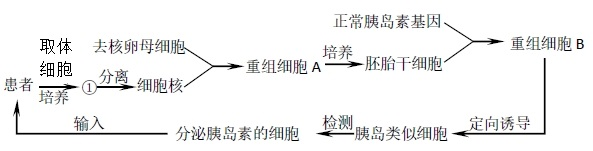 正常胰岛素基因
取体
去核卵母细胞
细胞
分离
培养
重组细胞 B
患者
培养
①
细胞核
重组细胞 A
胚胎干细胞
输入
检测
定向诱导
分泌胰岛素的细胞
胰岛类似细胞